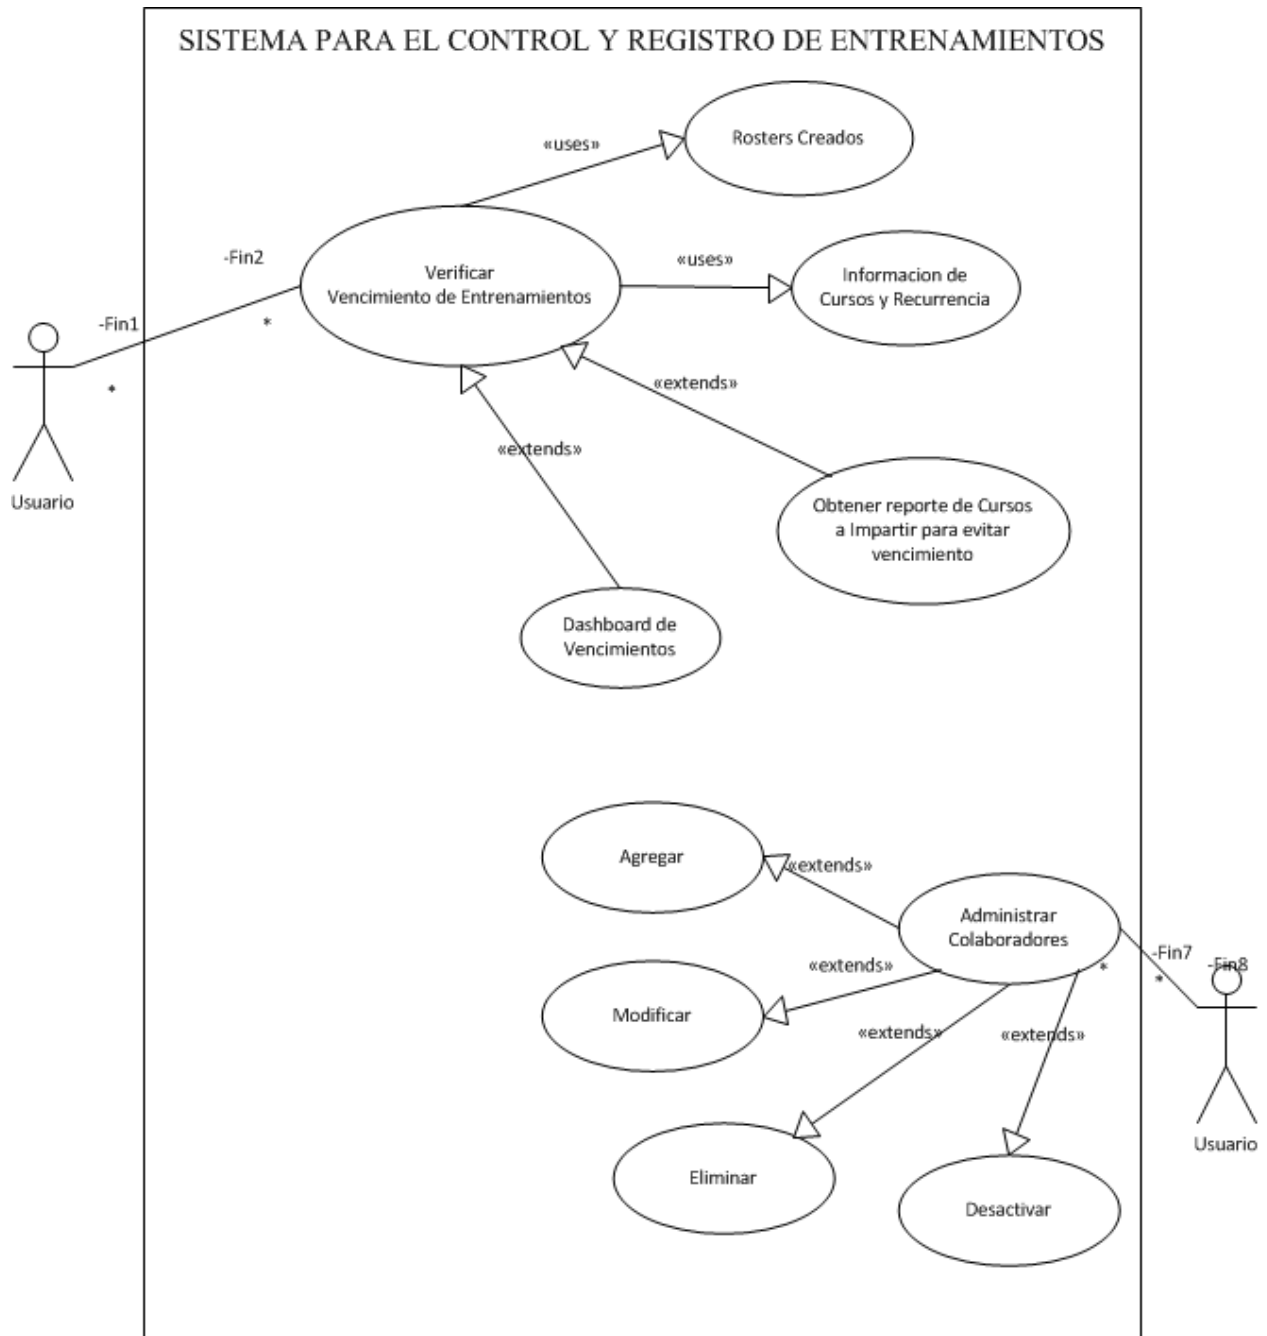 SISTEMA PARA EL CONTROL Y REGISTRO DE ENTRENAMIENTOS
Rosters Creados
«uses»
-Fin2
Verificar
Vencimiento de Entrenamientos
«uses»
Informacion de
Cursos y Recurrencia
-Fin1
*
*
«extends»
«extends»
Usuario
Obtener reporte de Cursos
a Impartir para evitar
vencimiento
Dashboard de
Vencimientos
Agregar
«extends»
Administrar
Colaboradores
«extends»
*
-Fin7
*
-Fin8
Modificar
«extends»
«extends»
Usuario
Eliminar
Desactivar